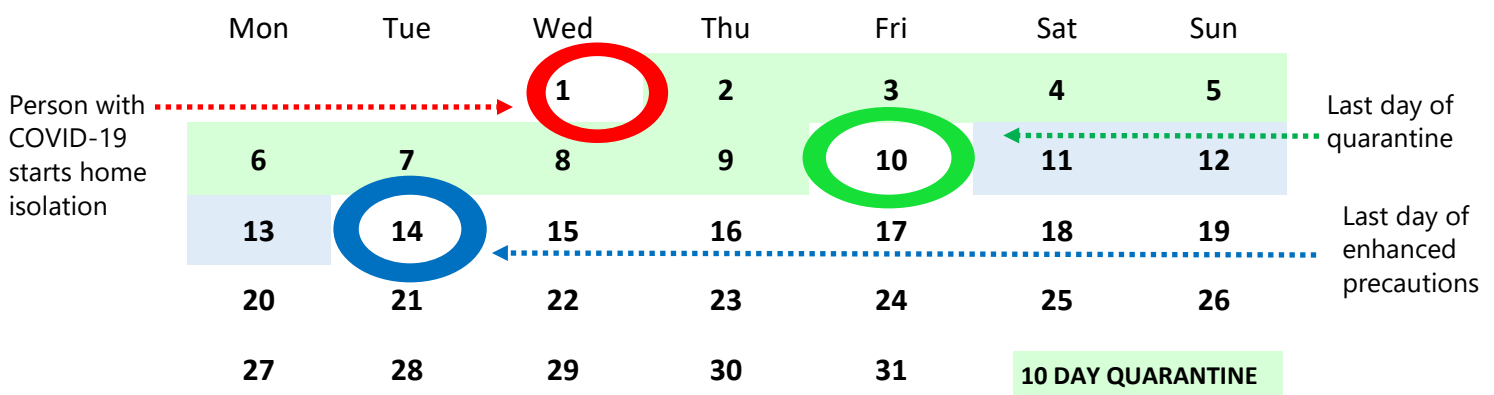 Mon Tue Wed Thu Fri Sat Sun
Person with
COVID-19
starts home
isolation
1 2 3 4 5
Last day of
quarantine
6 7 8 9 10 11 12
13 14 15 16 17 18 19
Last day of
enhanced
precautions
20 21 22 23 24 25 26
27 28 29 30 31
10 DAY QUARANTINE